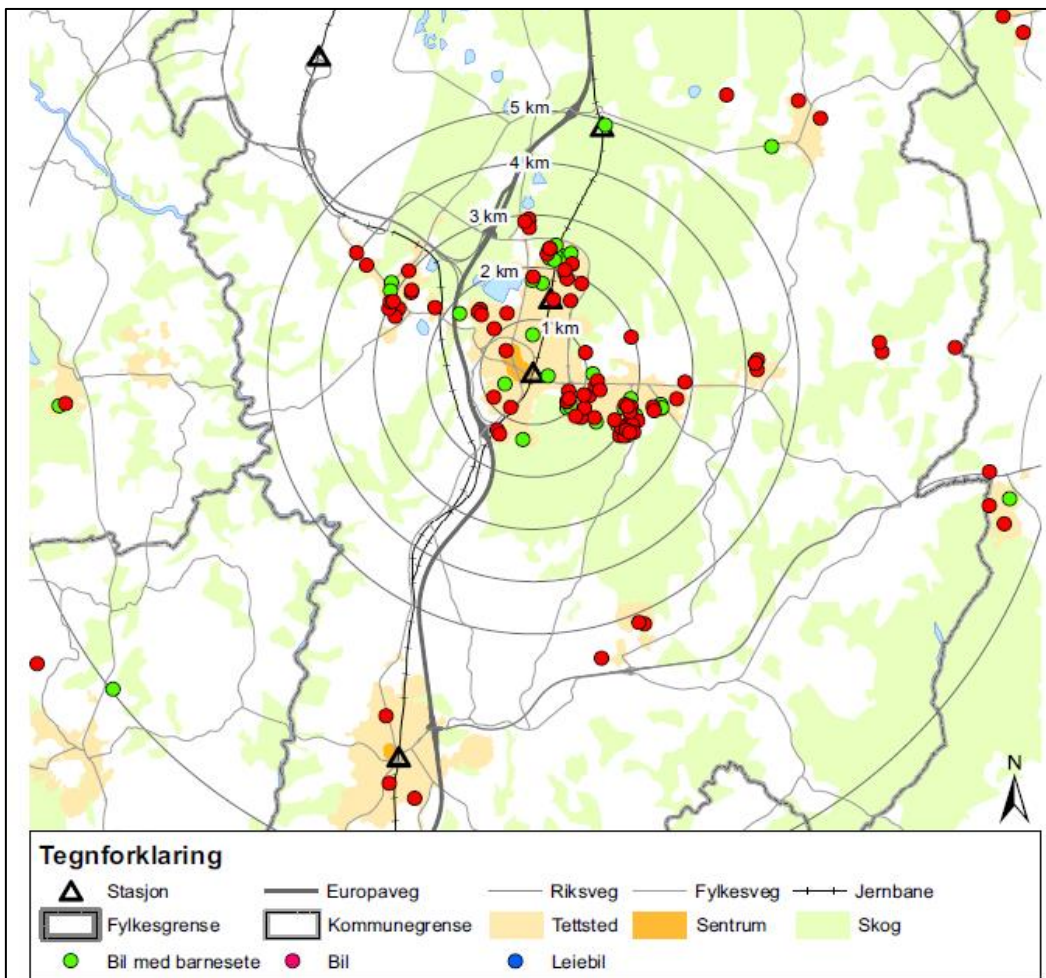 5 km
4 km
3 km
2 km
1 km
N
Tegnforklaring
Stasjon Europaveg Riksveg Fylkesveg Jernbane
Fylkesgrense Kommunegrense Tettsted Sentrum Skog
Bil med barnesete Bil Leiebil